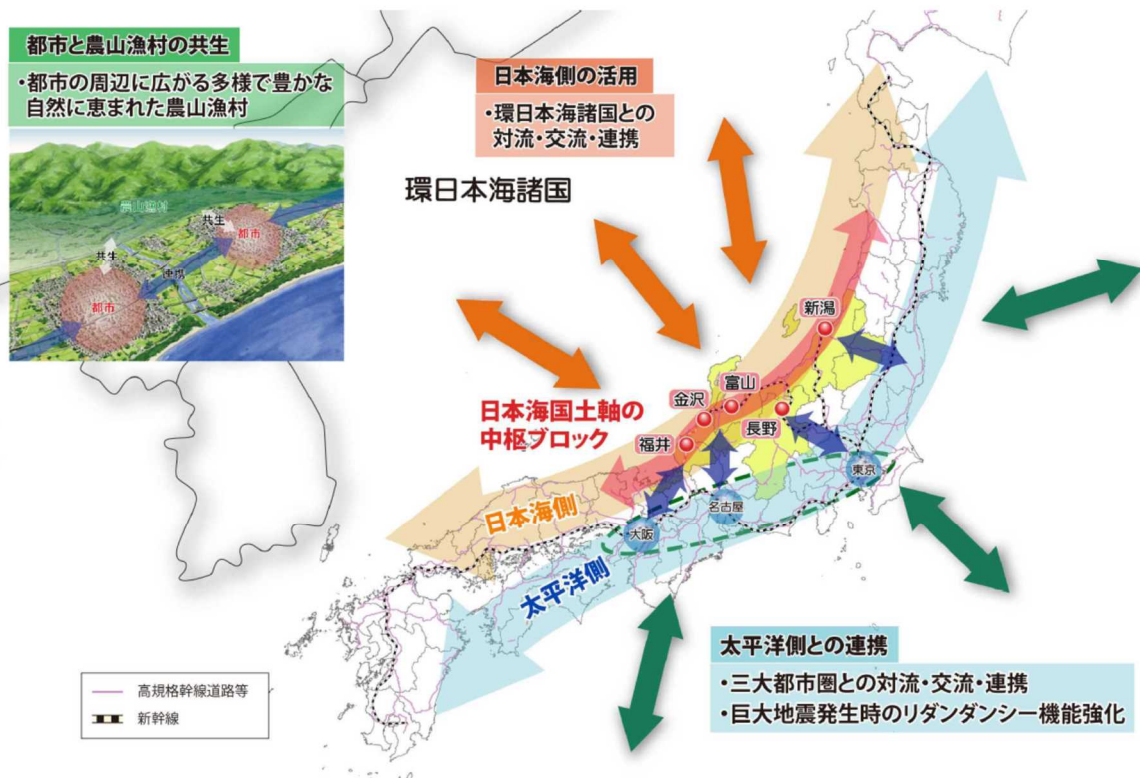 都市と農山漁村の共生
・都市の周辺に広がる多様で豊かな
自然に恵まれた農山漁村
農山漁村
共生
都市
共生
連携
都市
日本海側の活用
・環日本海諸国との
対流・交流・連携
環日本海諸国
新潟
富山
金沢
長野
福井
日本海国土軸の
中枢ブロック
東京
名古屋
大阪
日本海側
太平洋側
太平洋側との連携
・三大都市圏との対流・交流・連携
・巨大地震発生時のリダンダンシー機能強化
高規格幹線道路等
新幹線